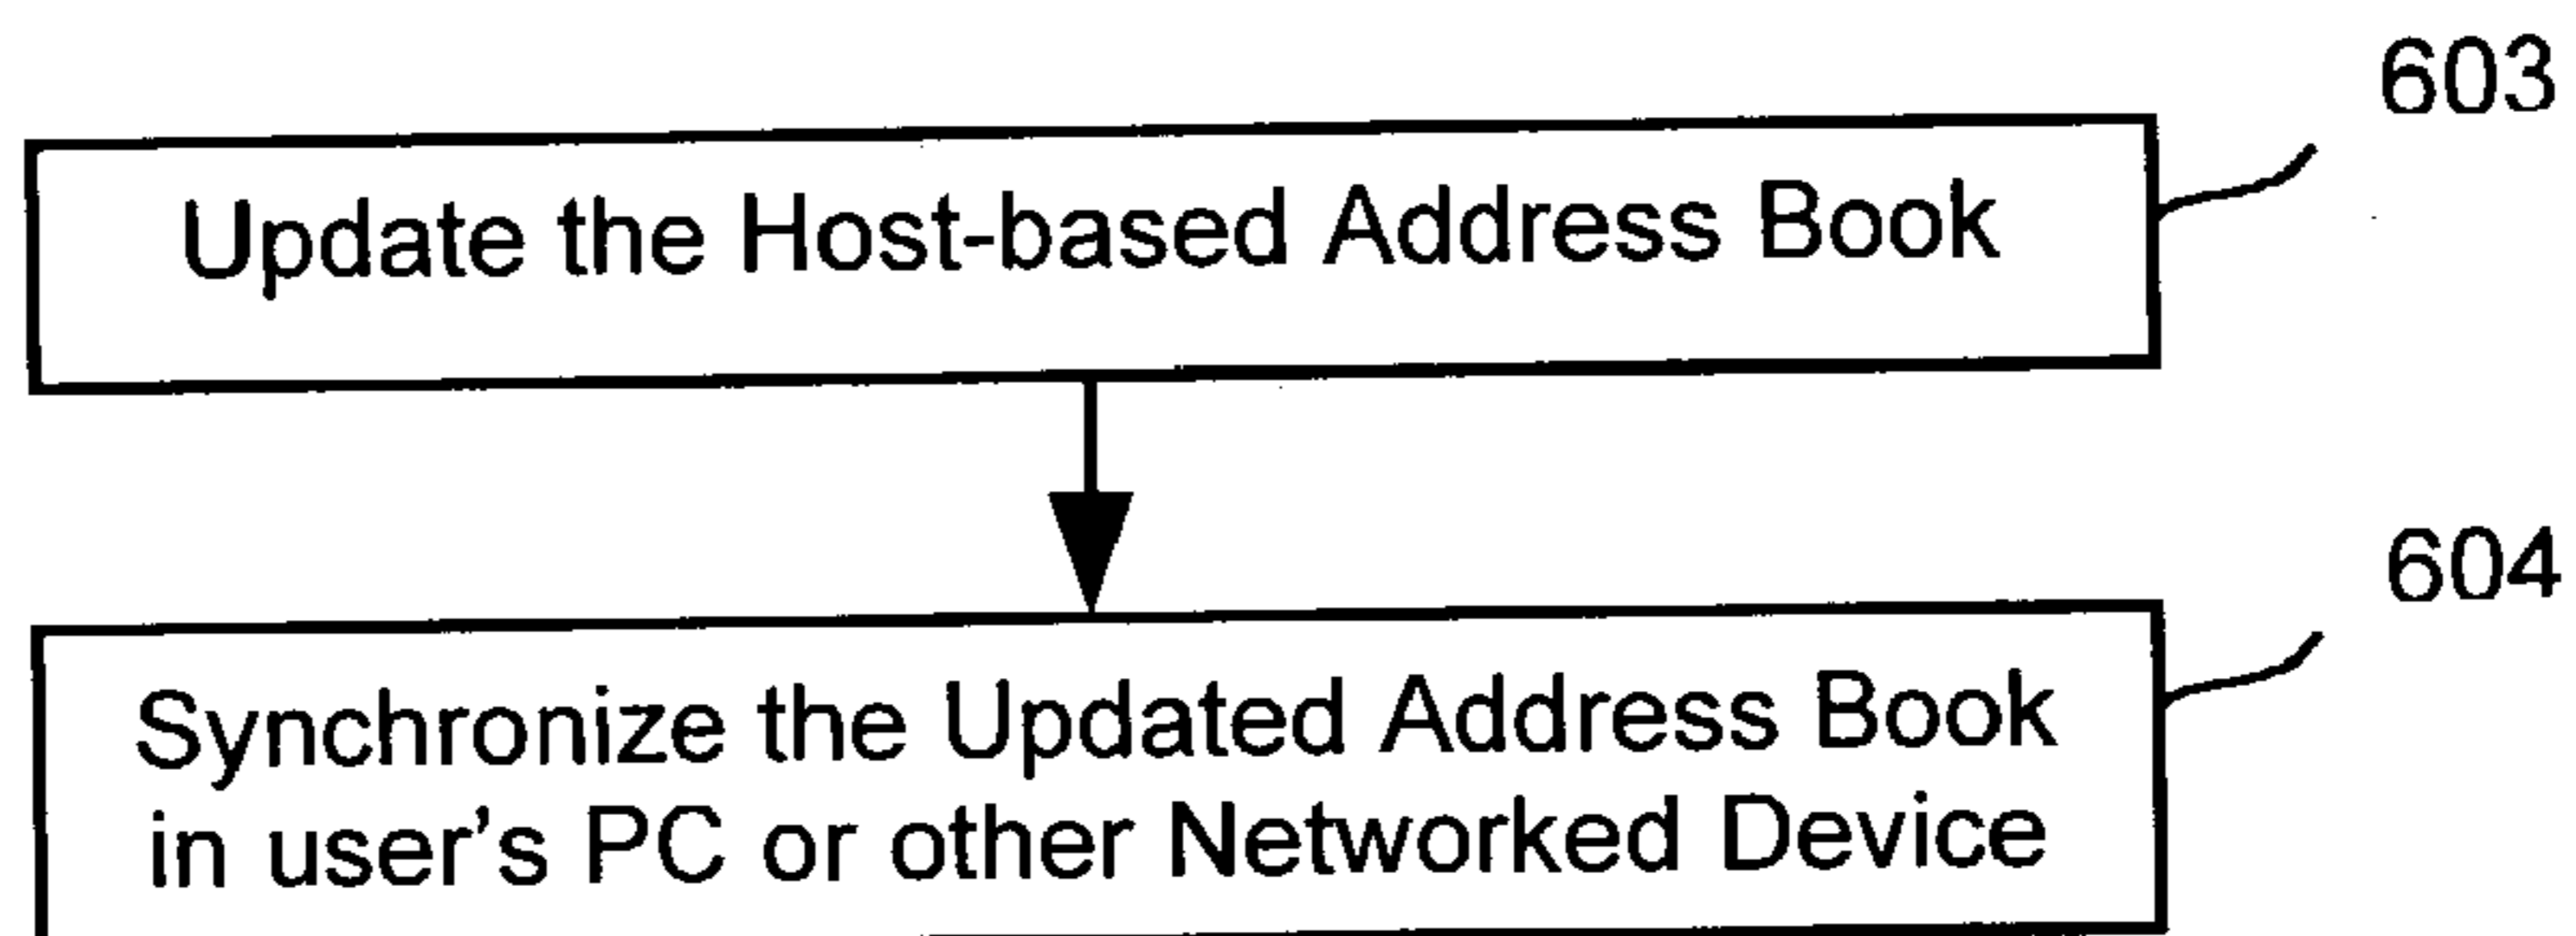 603
Update the Host-based Address Book
604
Synchronize the Updated Address Book
in user's PC or other Networked Device